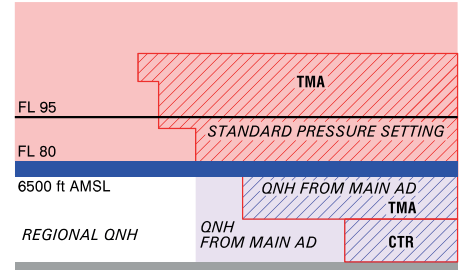 TMA
FL 95
STANDARD PRESSURE SETTING
FL 80
6500 ft AMSL
QNH FROM MAIN AD
TMA
REGIONAL QNH
QNH
FROM MAIN AD
CTR